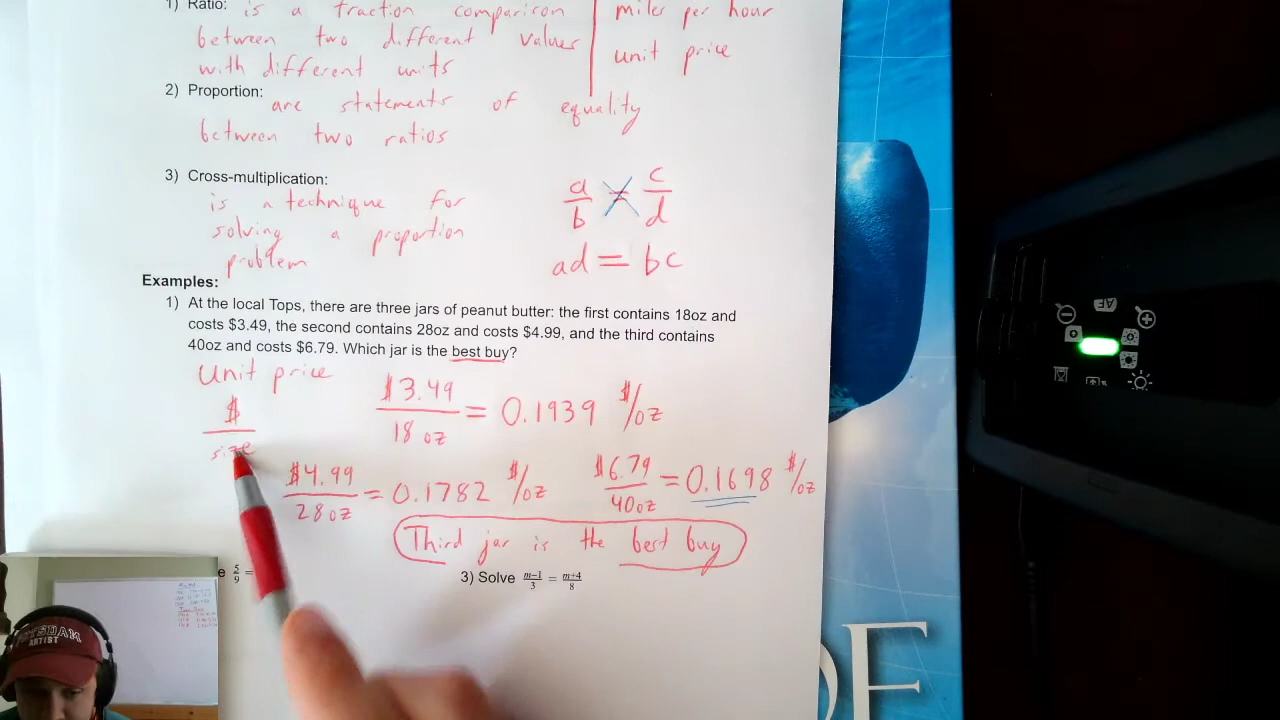 1) Ratio: is a fraction comparison
between two different values
with different units
miles per hour
unit price
2) Proportion: are statements of equality
between two ratios
3) Cross-multiplication:
is a technique for
solving a proportion
problem
a/b = c/d
ad = bc
Examples:
1) At the local Tops, there are three jars of peanut butter: the first contains 18oz and
costs $3.49, the second contains 28oz and costs $4.99, and the third contains
40oz and costs $6.79. Which jar is the best buy?
Unit price
$/size
$3.49/18 oz = 0.1939 $/oz
$4.99/28 oz = 0.1782 $/oz
$6.79/40oz = 0.1698 $/oz
Third jar is the best buy
e 5/9 =
3) Solve m−1/3 = m+4/8
POTSDAM
ARTIST
AF